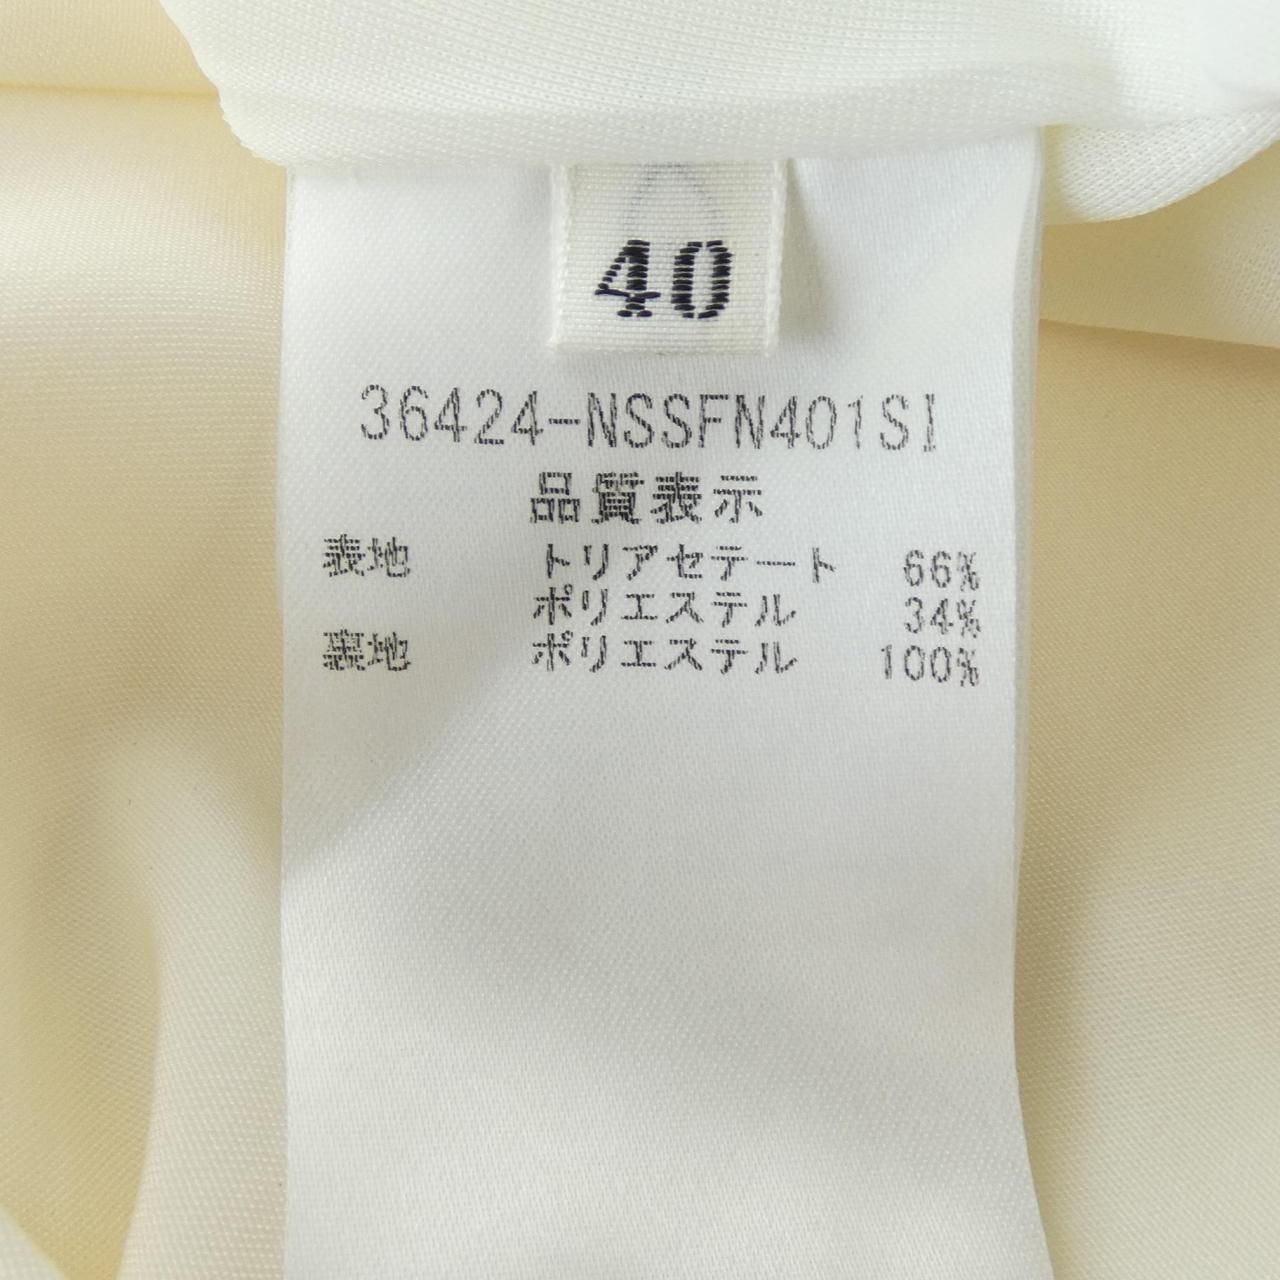 40
36424-NSSFN401SI
品質表示
表地 トリアセテート 66%
ポリエステル 34%
裏地 ポリエステル 100%